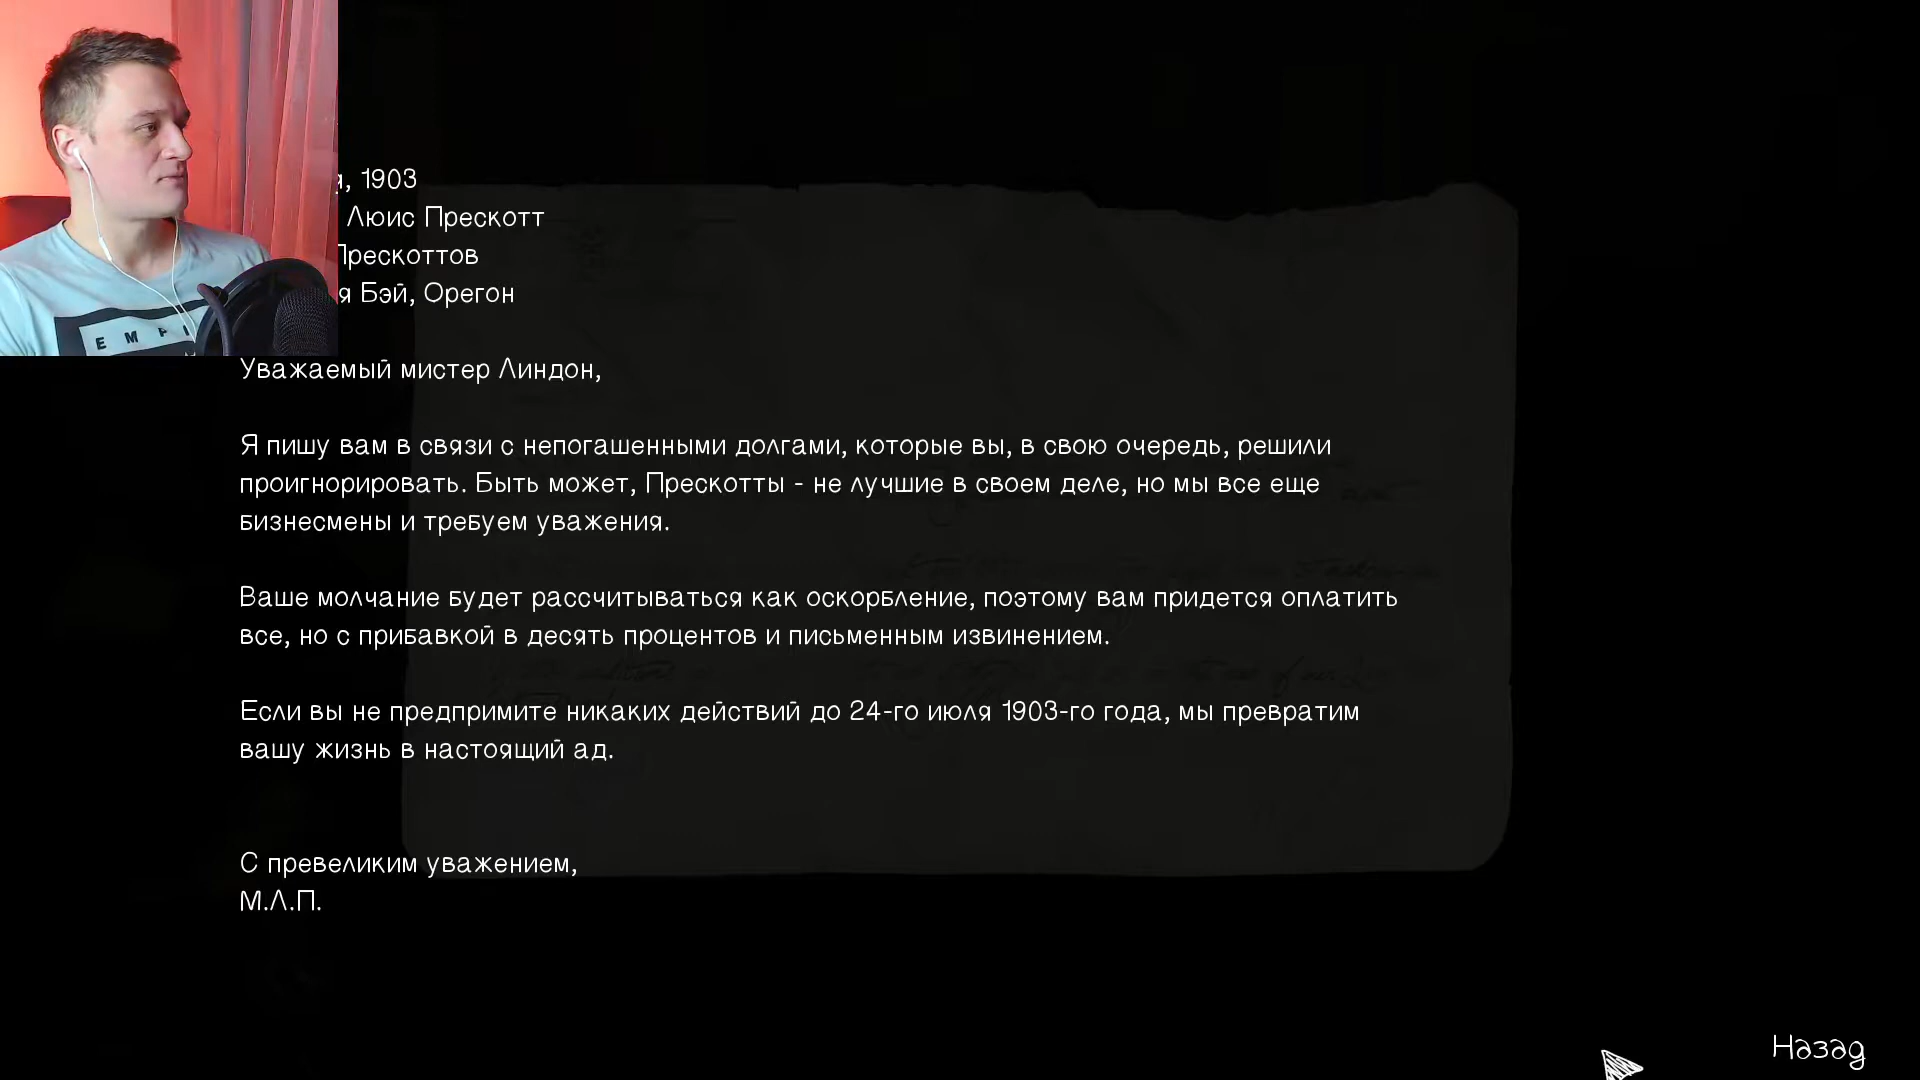 1903
Люис Прескотт
Прескоттов
Бэй, Орегон
Уважаемый мистер Линдон,
Я пишу вам в связи с непогашенными долгами, которые вы, в свою очередь, решили
проигнорировать. Быть может, Прескотты - не лучшие в своем деле, но мы все еще
бизнесмены и требуем уважения.
Ваше молчание будет рассчитываться как оскорбление, поэтому вам придется оплатить
все, но с прибавкой в десять процентов и письменным извинением.
Если вы не предпримите никаких действий до 24-го июля 1903-го года, мы превратим
вашу жизнь в настоящий ад.
С превеликим уважением,
М.Л.П.
Назад